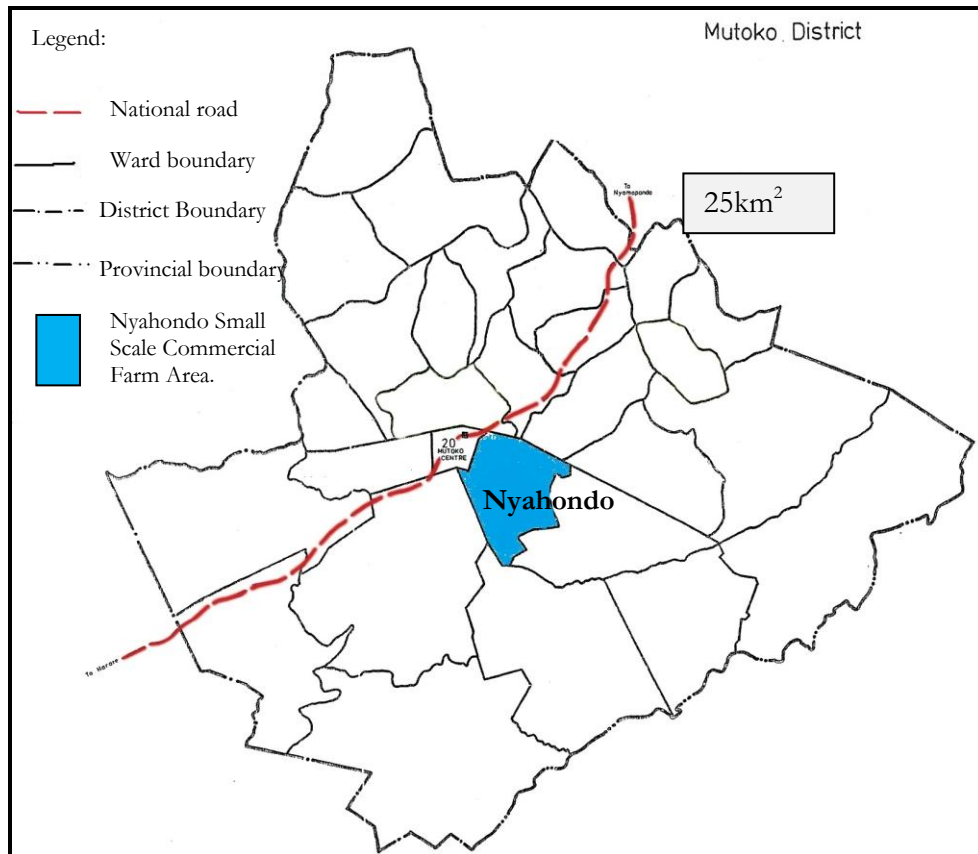 Legend:
Mutoko District
National road
Ward boundary
District Boundary
Provincial boundary
Nyahondo Small
Scale Commercial
Farm Area.
To
Nyamapanda
25km²
20
MUTOKO
CENTRE
Nyahondo
To Harare